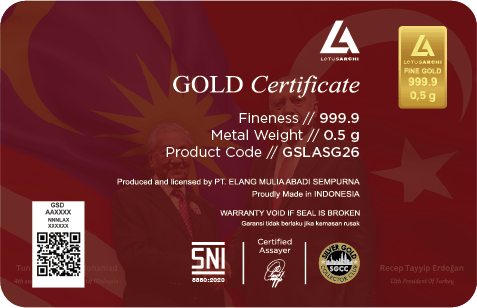 LOTUSARCHI
LOTUSARCHI
FINE GOLD
999.9
0,5 g
GOLD Certificate
Fineness // 999.9
Metal Weight // 0.5 g
Product Code // GSLASG26
Produced and licensed by PT. ELANG MULIA ABADI SEMPURNA
Proudly Made in INDONESIA
WARRANTY VOID IF SEAL IS BROKEN
Garansi tidak berlaku jika kemasan rusak
GSD
AAXXXX
NNNLAX
XXXXXX
SNI
8880:2020
Certified
Assayer
SILVER GOLD
SGCC
Tun
Recep Tayyip Erdoğan
12th President Of Turkey